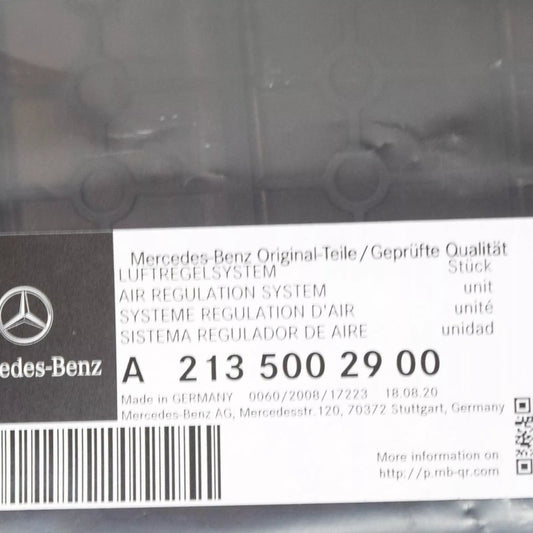 Mercedes-Benz Original-Teile/Geprüfte Qualität
LUFTREGELSYSTEM Stück
AIR REGULATION SYSTEM unit
SYSTEME REGULATION D'AIR unité
SISTEMA REGULADOR DE AIRE unidad
edes-Benz
A 213 500 29 00
Made in GERMANY 0060/2008/17223 18.08.20
Mercedes-Benz AG, Mercedesstr.120, 70372 Stuttgart, Germany
More information on
http://p.mb-qr.com